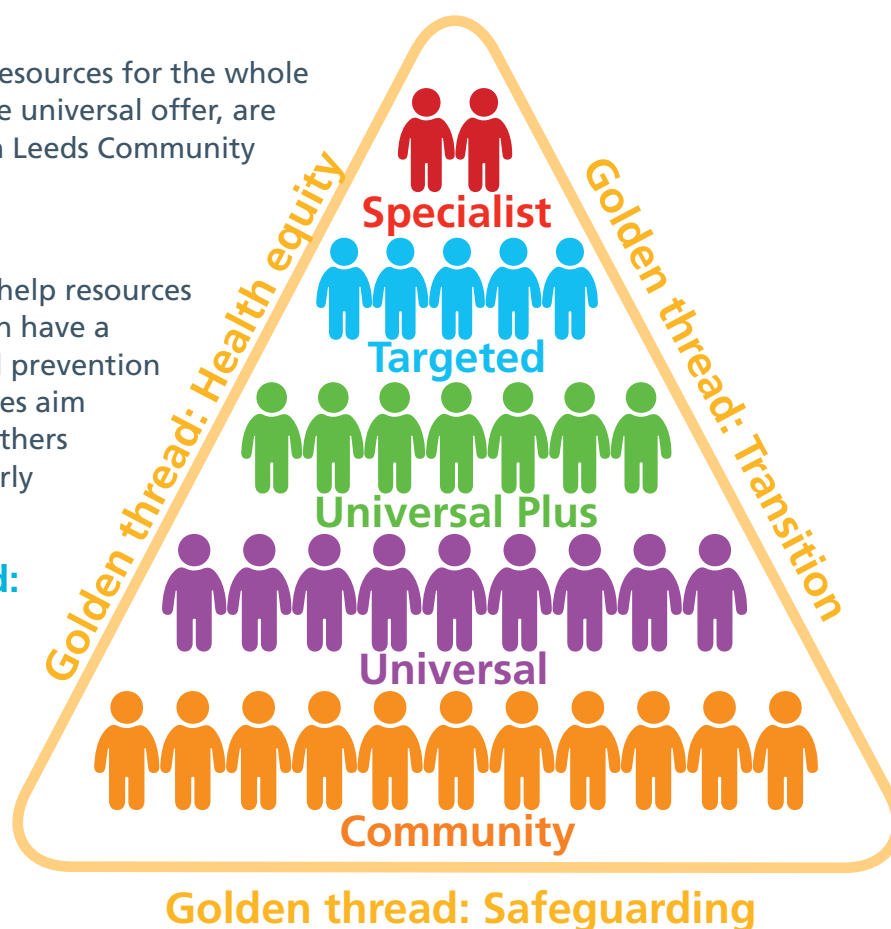 esources for the whole
e universal offer, are
Leeds Community
help resources
have a
prevention
es aim
thers
rly
d:
Golden thread: Health equity
Golden thread: Transition
Specialist
Targeted
Universal Plus
Universal
Community
Golden thread: Safeguarding